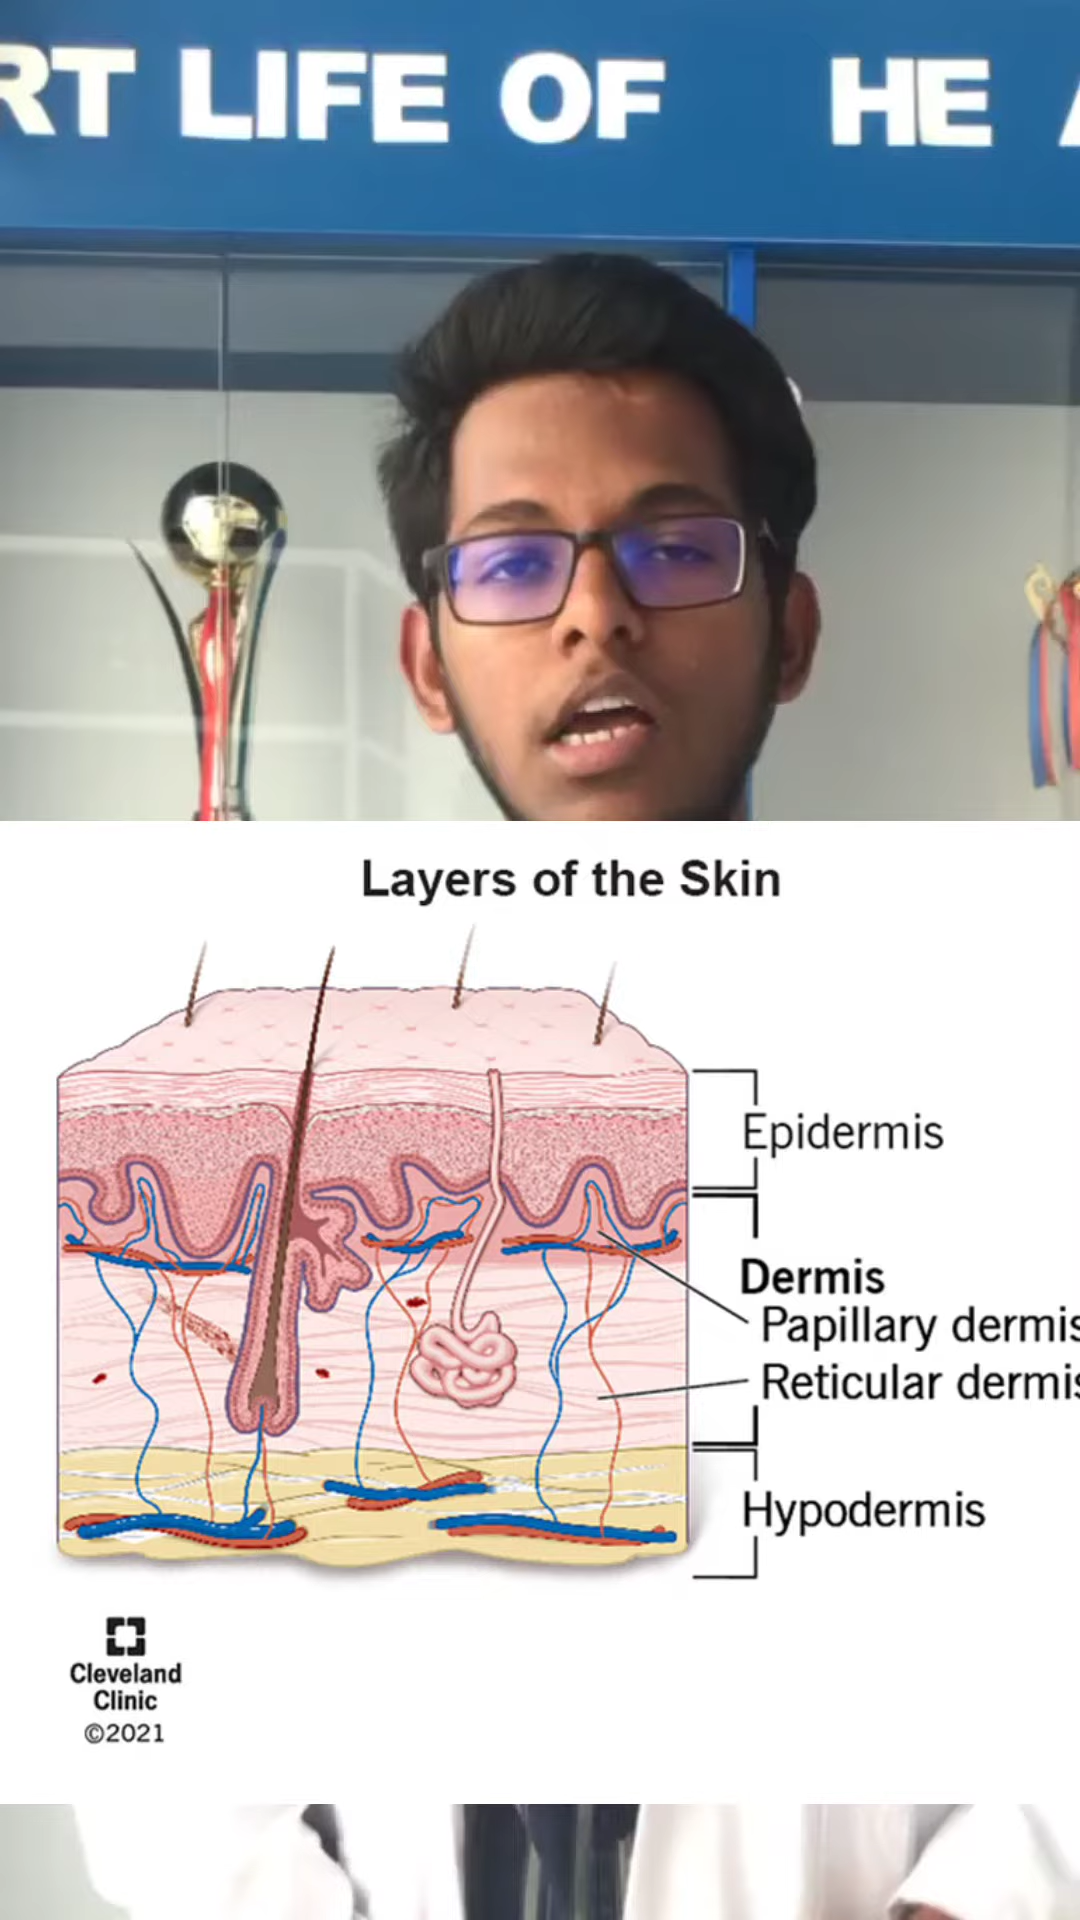 RT LIFE OF HE A
Layers of the Skin
Epidermis
Dermis
Papillary dermis
Reticular dermis
Hypodermis
Cleveland
Clinic
©2021